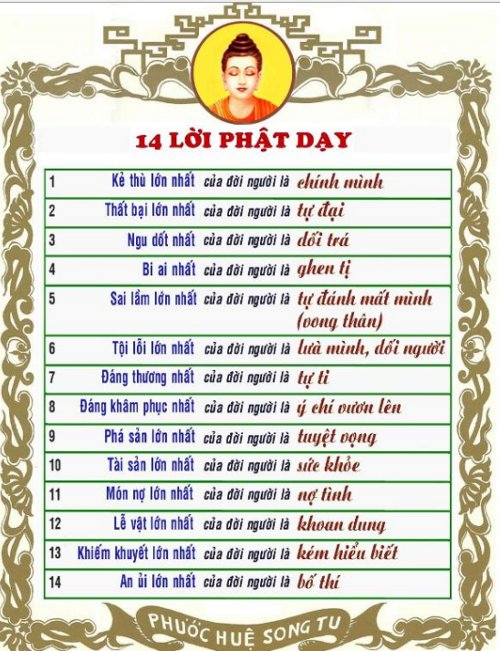 14 LỜI PHẬT DẠY
1 Kẻ thù lớn nhất của đời người là chính mình
2 Thất bại lớn nhất của đời người là tự đại
3 Ngu dốt nhất của đời người là dối trá
4 Bi ai nhất của đời người là ghen tị
5 Sai lầm lớn nhất của đời người là tự đánh mất mình
(vong thân)
6 Tội lỗi lớn nhất của đời người là lừa mình, dối người
7 Đáng thương nhất của đời người là tự ti
8 Đáng khâm phục nhất của đời người là ý chí vươn lên
9 Phá sản lớn nhất của đời người là tuyệt vọng
10 Tài sản lớn nhất của đời người là sức khỏe
11 Món nợ lớn nhất của đời người là nợ tình
12 Lễ vật lớn nhất của đời người là khoan dung
13 Khiếm khuyết lớn nhất của đời người là kém hiểu biết
14 An ủi lớn nhất của đời người là bố thí
PHƯỚC HUỆ SONG TU